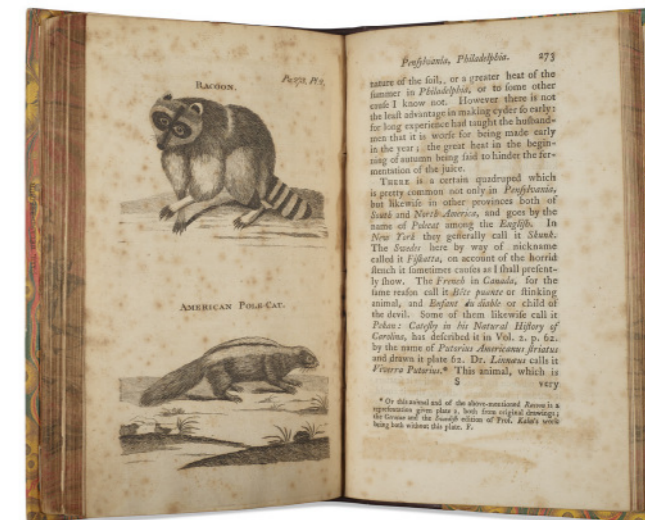 RACOON.
AMERICAN POLE-CAT.
Pensylvania, Philadelphia. 273
nature of the soil, or a greater heat of the
summer in Philadelphia, or to some other
cause I know not. However there is not
the least advantage in making cyder so early:
for long experience had taught the husband-
men that it is worse for being made early
in the year; the great heat in the begin-
ning of autumn being said to hinder the fer-
mentation of the juice.
THERE is a certain quadruped which
is pretty common not only in Pensylvania,
but likewise in other provinces both of
South and North America, and goes by the
name of Polecat among the English. In
New York they generally call it Skunk.
The Swedes here by way of nickname
called it Fiskatta, on account of the horrid
stench it sometimes causes as I shall present-
ly show. The French in Canada, for the
same reason call it Bête puante or stinking
animal, and Enfant du diable or child of
the devil. Some of them likewise call it
Pekan: Catesby in his Natural History of
Carolina, has described it in Vol. 2. p. 62.
by the name of Putorius Americanus striatus
and drawn it plate 62. Dr. Linnæus calls it
Viverra Putorius.* This animal, which is
S very
* Of this animal and of the above-mentioned Racoon is a
representation given plate 2, both from original drawings;
the German and the Swedish edition of Prof. Kalm's work
being both without this plate. F.